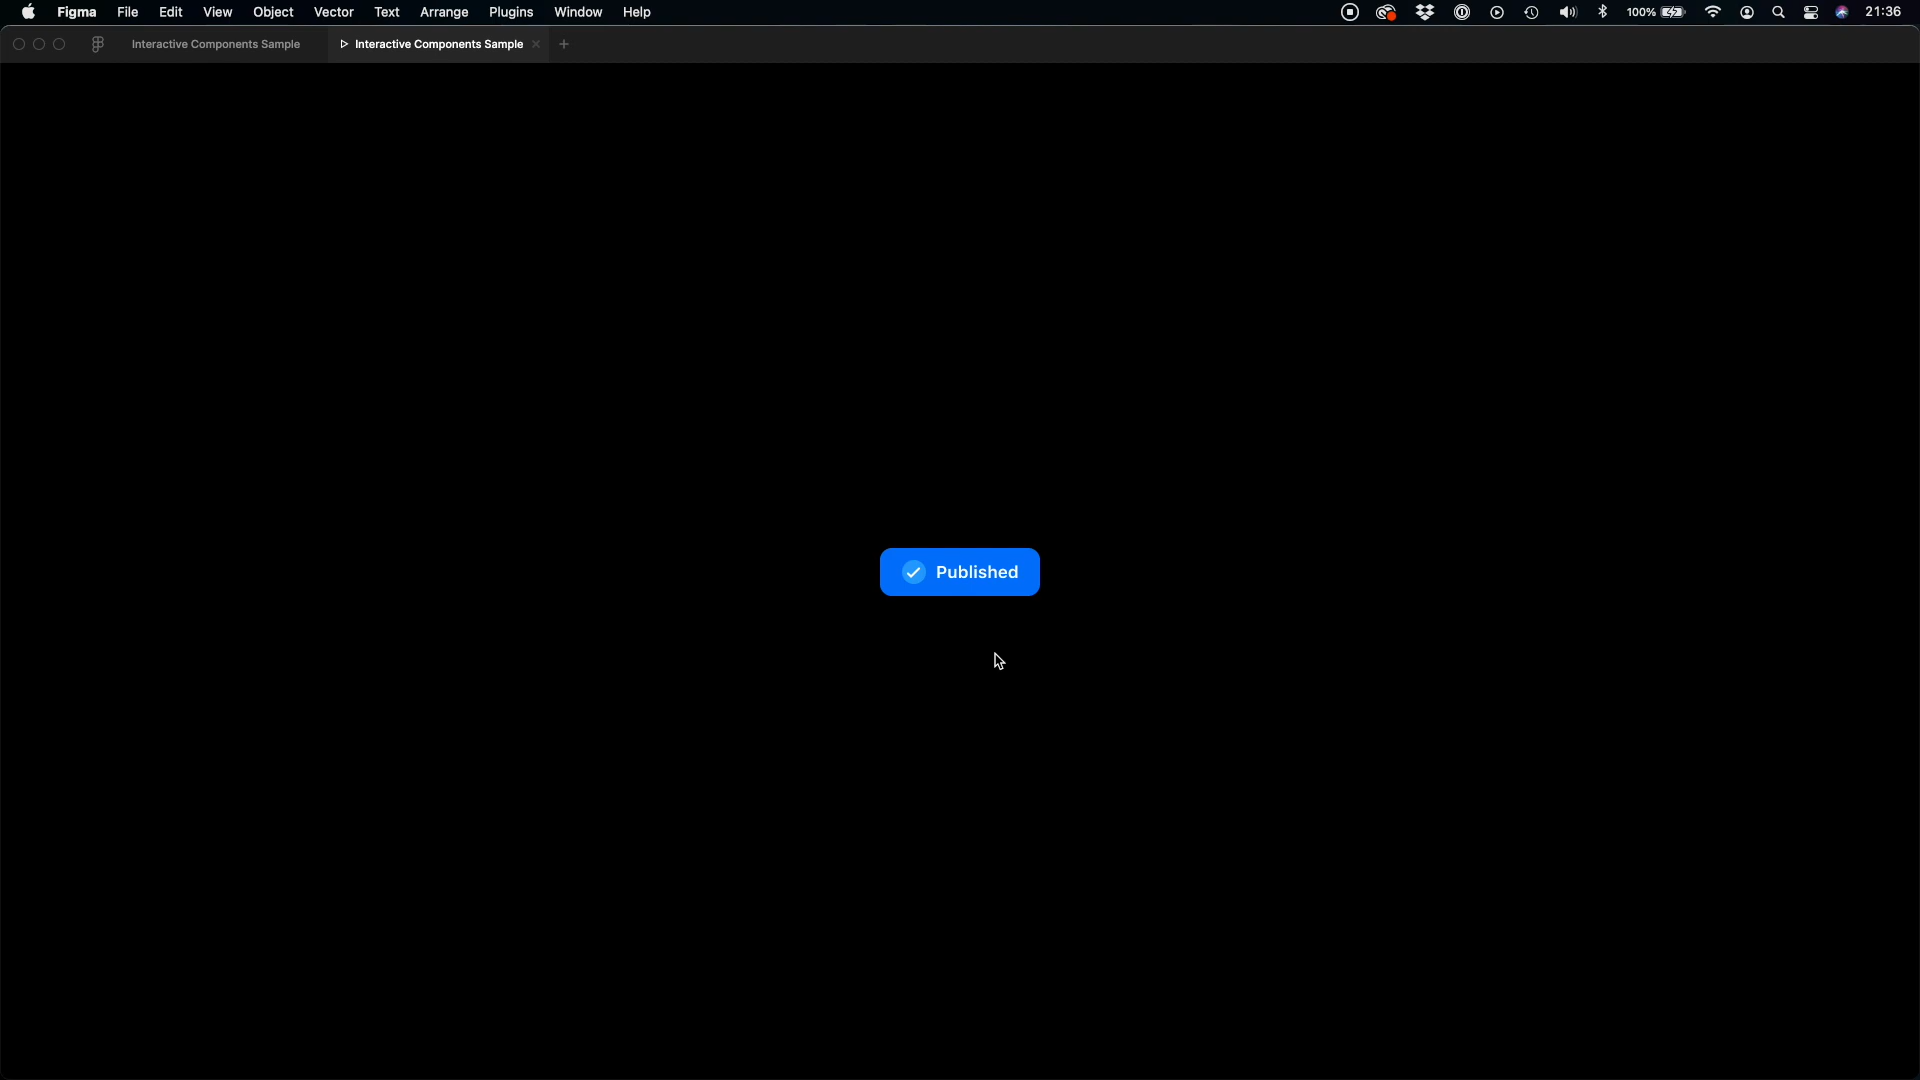 Figma File Edit View Object Vector Text Arrange Plugins Window Help 100% 21:36
Interactive Components Sample Interactive Components Sample
Published